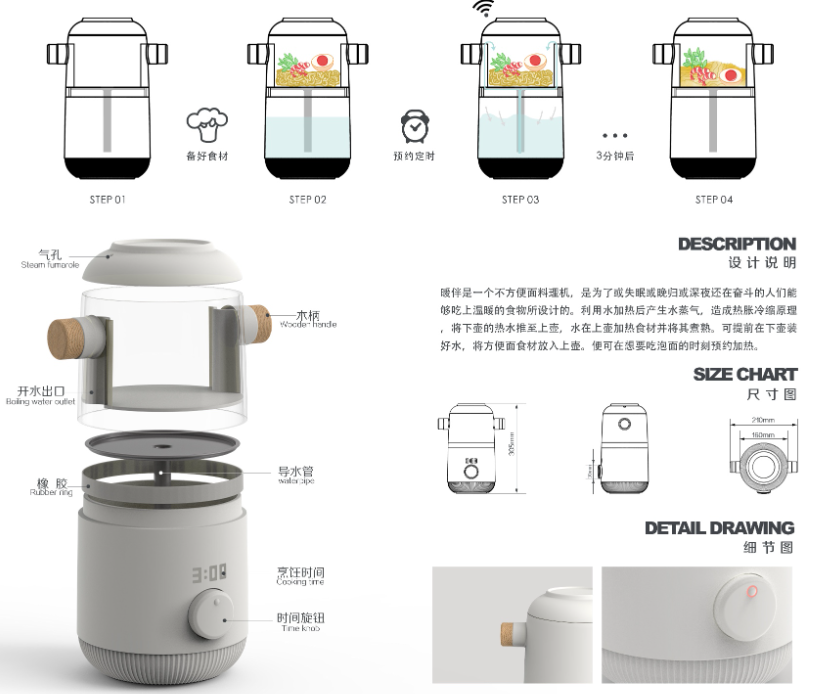 备好食材
预约定时
3分钟后
STEP 01
STEP 02
STEP 03
STEP 04
气孔
Steam fumarole
木柄
Wooden handle
开水出口
Boiling water outlet
导水管
water pipe
橡 胶
Rubber ring
3:00
烹饪时间
Cooking time
时间旋钮
Time knob
DESCRIPTION
设计说明
暖伴是一个不方便面料理机，是为了或失眠或晚归或深夜还在奋斗的人们能
够吃上温暖的食物所设计的。利用水加热后产生水蒸气，造成热胀冷缩原理
，将下壶的热水推至上壶，水在上壶加热食材并将其煮熟。可提前在下壶装
好水，将方便面食材放入上壶。便可在想要吃泡面的时刻预约加热。
SIZE CHART
尺寸图
305mm
210mm
160mm
DETAIL DRAWING
细节图